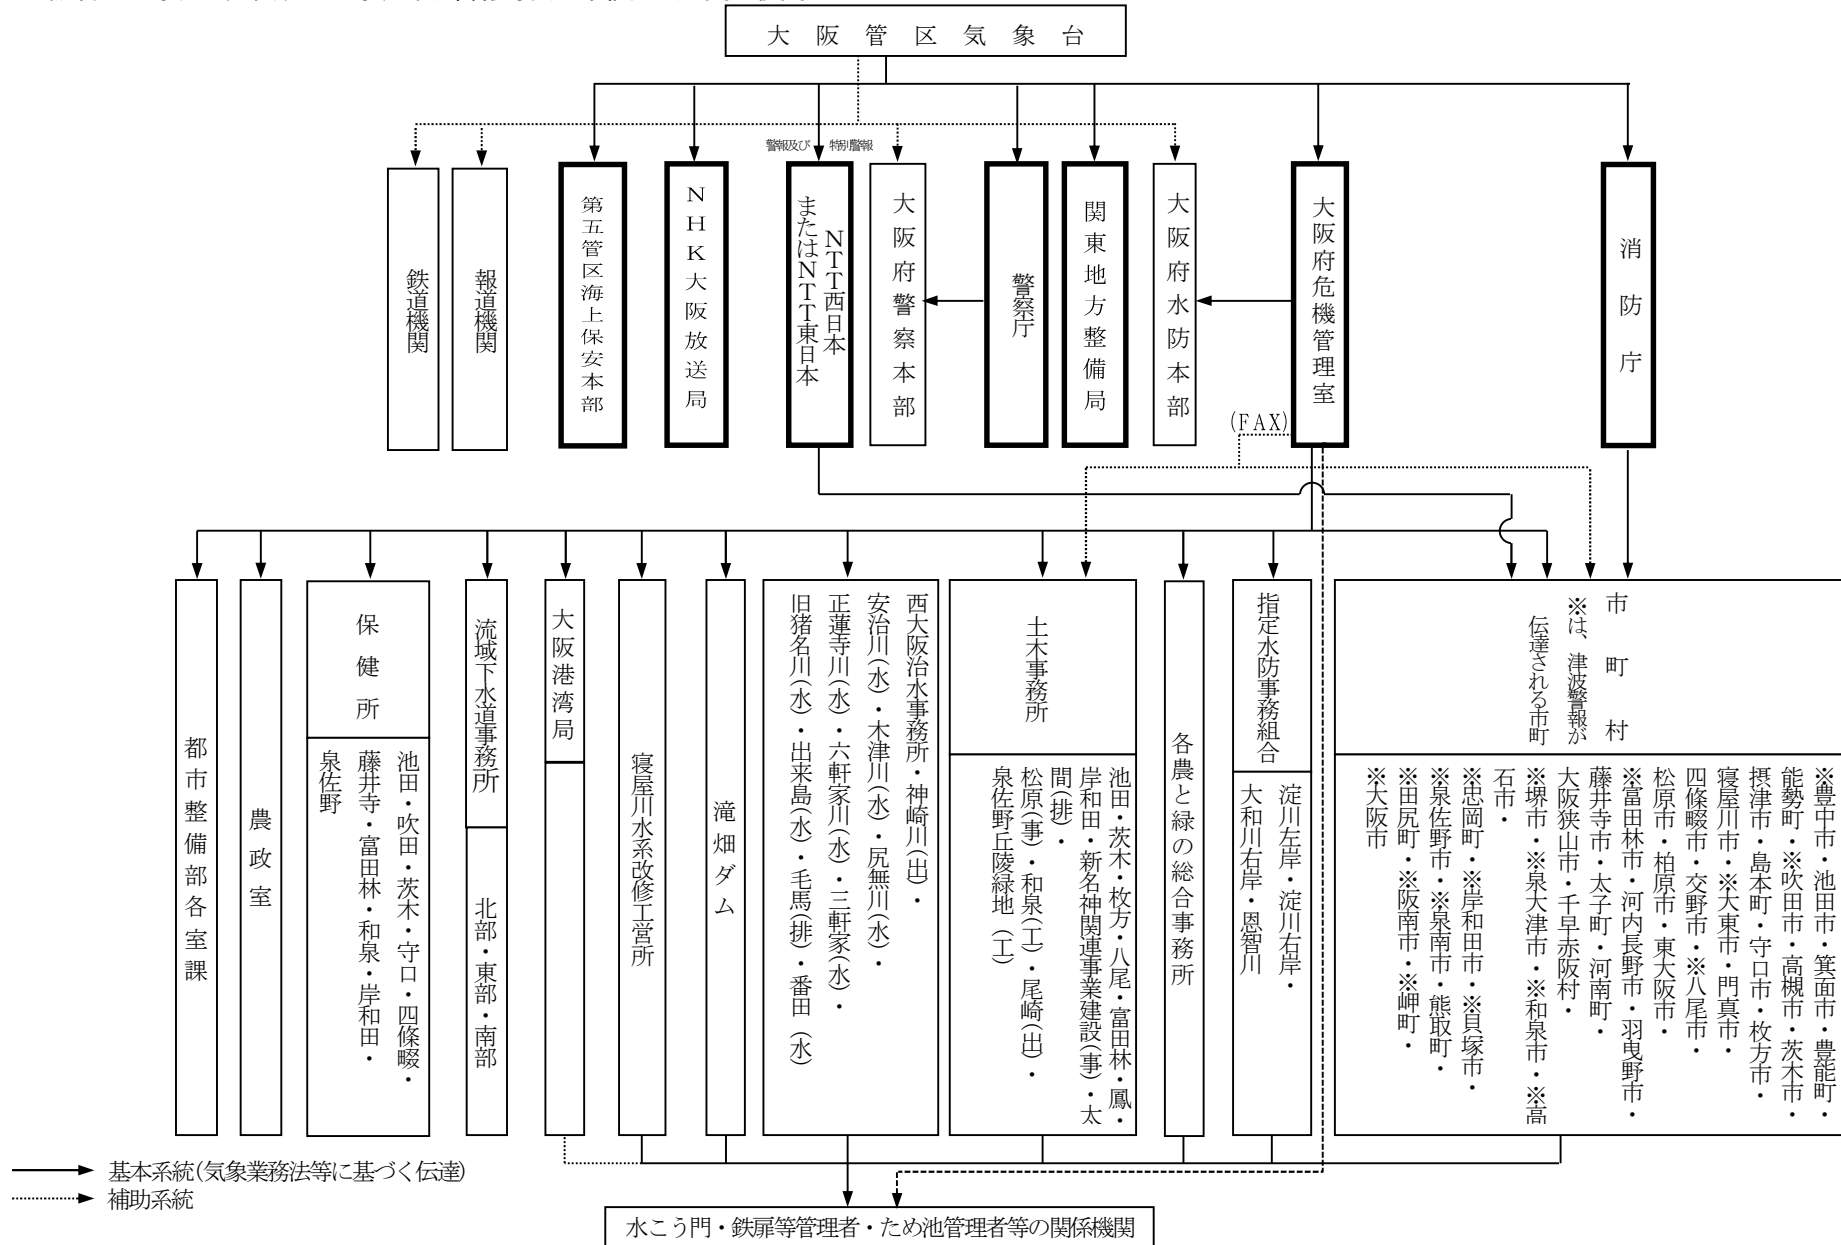 大阪管区気象台
警報及び 特別警報
消防庁
大阪府危機管理室
大阪府水防本部
関東地方整備局
警察庁
大阪府警察本部
NTT西日本
またはNTT東日本
NHK大阪放送局
第五管区海上保安本部
報道機関
鉄道機関
(FAX)
市町村
※は、津波警報が
伝達される市町
※豊中市・池田市・箕面市・豊能町・
能勢町・※吹田市・高槻市・茨木市・
摂津市・島本町・守口市・枚方市・
寝屋川市・※大東市・門真市・
四條畷市・交野市・※八尾市・
松原市・柏原市・東大阪市・
※富田林市・河内長野市・羽曳野市・
藤井寺市・太子町・河南町・
大阪狭山市・千早赤阪村・
※堺市・※泉大津市・※和泉市・※高
石市・
※忠岡町・※岸和田市・※貝塚市・
※泉佐野市・※泉南市・熊取町・
※田尻町・※阪南市・※岬町・
※大阪市
指定水防事務組合
淀川左岸・淀川右岸・
大和川右岸・恩智川
各農と緑の総合事務所
土木事務所
池田・茨木・枚方・八尾・富田林・鳳・
岸和田・新名神関連事業建設(事)・太
間(排)・
松原(事)・和泉(工)・尾崎(出)・
泉佐野丘陵緑地(工)
西大阪治水事務所・神崎川(出)・
安治川(水)・木津川(水)・尻無川(水)・
正蓮寺川(水)・六軒家川(水)・三軒家(水)・
旧猪名川(水)・出来島(水)・毛馬(排)・番田(水)
滝畑ダム
寝屋川水系改修工営所
大阪港湾局
流域下水道事務所
北部・東部・南部
保健所
池田・吹田・茨木・守口・四條畷・
藤井寺・富田林・和泉・岸和田・
泉佐野
農政室
都市整備部各室課
基本系統(気象業務法等に基づく伝達)
補助系統
水こう門・鉄扉等管理者・ため池管理者等の関係機関